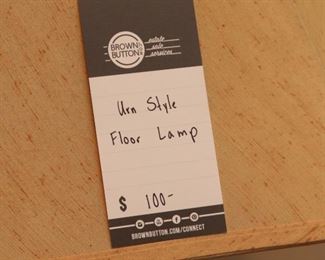 BROWN
BUTTON
estate
sale
services
Urn Style
Floor Lamp
$ 100-
BROWNBUTTON.COM/CONNECT